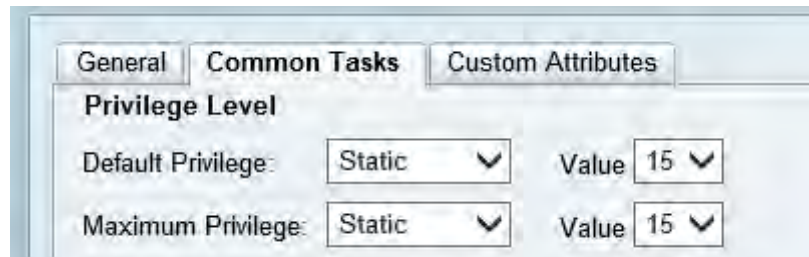 General Common Tasks Custom Attributes
Privilege Level
Default Privilege: Static Value 15
Maximum Privilege: Static Value 15